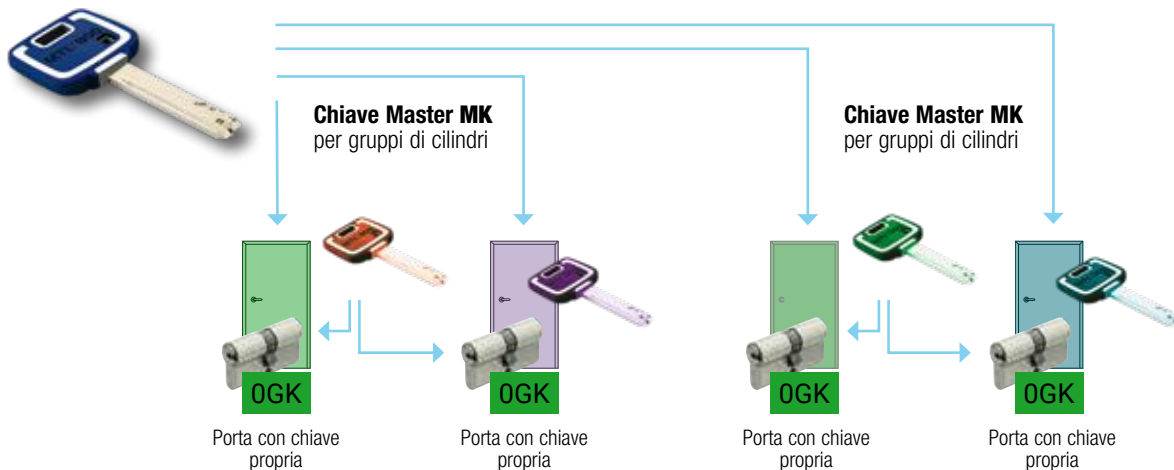 Chiave Master MK
per gruppi di cilindri
Chiave Master MK
per gruppi di cilindri
0GK
0GK
0GK
0GK
Porta con chiave
propria
Porta con chiave
propria
Porta con chiave
propria
Porta con chiave
propria